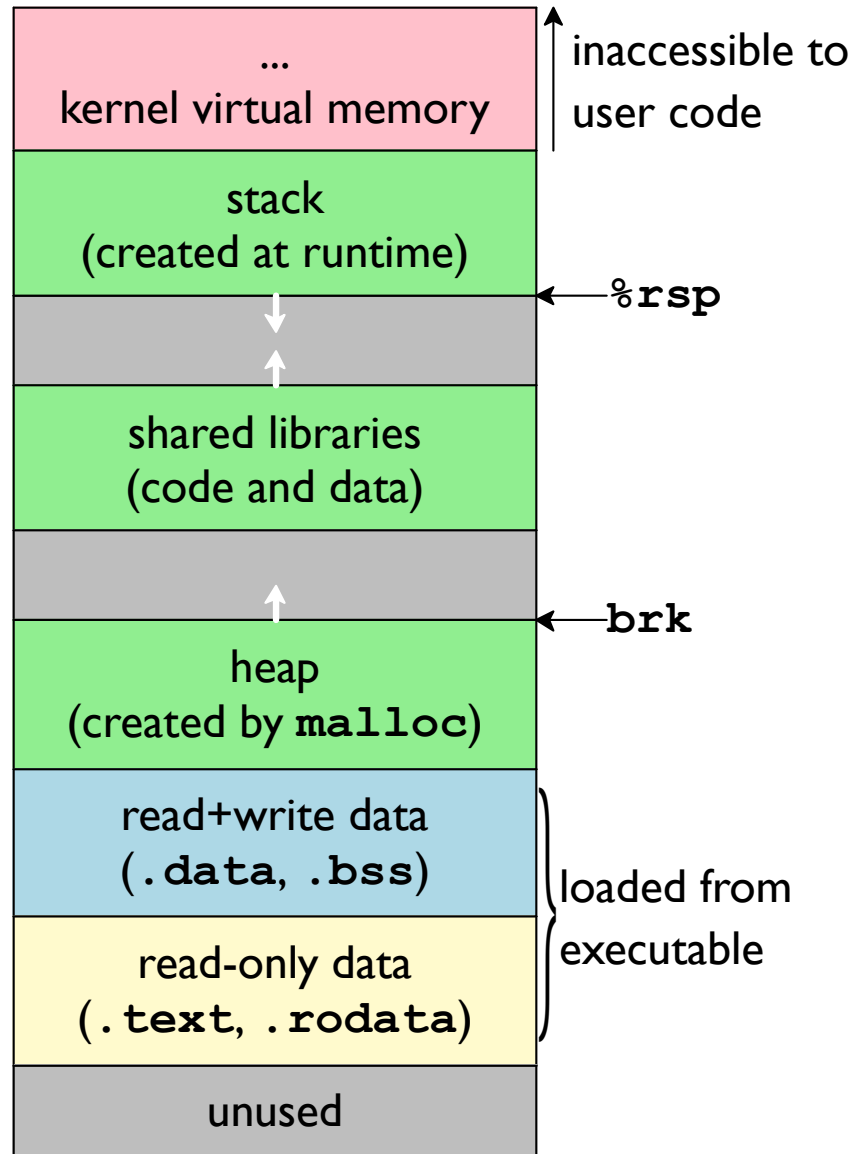 ...
kernel virtual memory
inaccessible to
user code
stack
(created at runtime)
%rsp
shared libraries
(code and data)
brk
heap
(created by malloc)
read+write data
(.data, .bss)
loaded from
executable
read-only data
(.text, .rodata)
unused